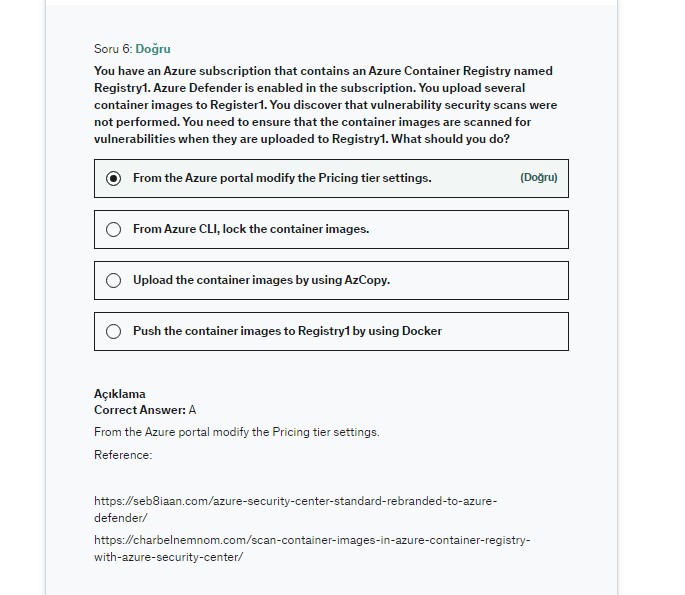 Soru 6: Doğru
You have an Azure subscription that contains an Azure Container Registry named
Registry1. Azure Defender is enabled in the subscription. You upload several
container images to Register1. You discover that vulnerability security scans were
not performed. You need to ensure that the container images are scanned for
vulnerabilities when they are uploaded to Registry1. What should you do?
From the Azure portal modify the Pricing tier settings. (Doğru)
From Azure CLI, lock the container images.
Upload the container images by using AzCopy.
Push the container images to Registry1 by using Docker
Açıklama
Correct Answer: A
From the Azure portal modify the Pricing tier settings.
Reference:
https://seb8iaan.com/azure-security-center-standard-rebranded-to-azure-
defender/
https://charbelnemnom.com/scan-container-images-in-azure-container-registry-
with-azure-security-center/